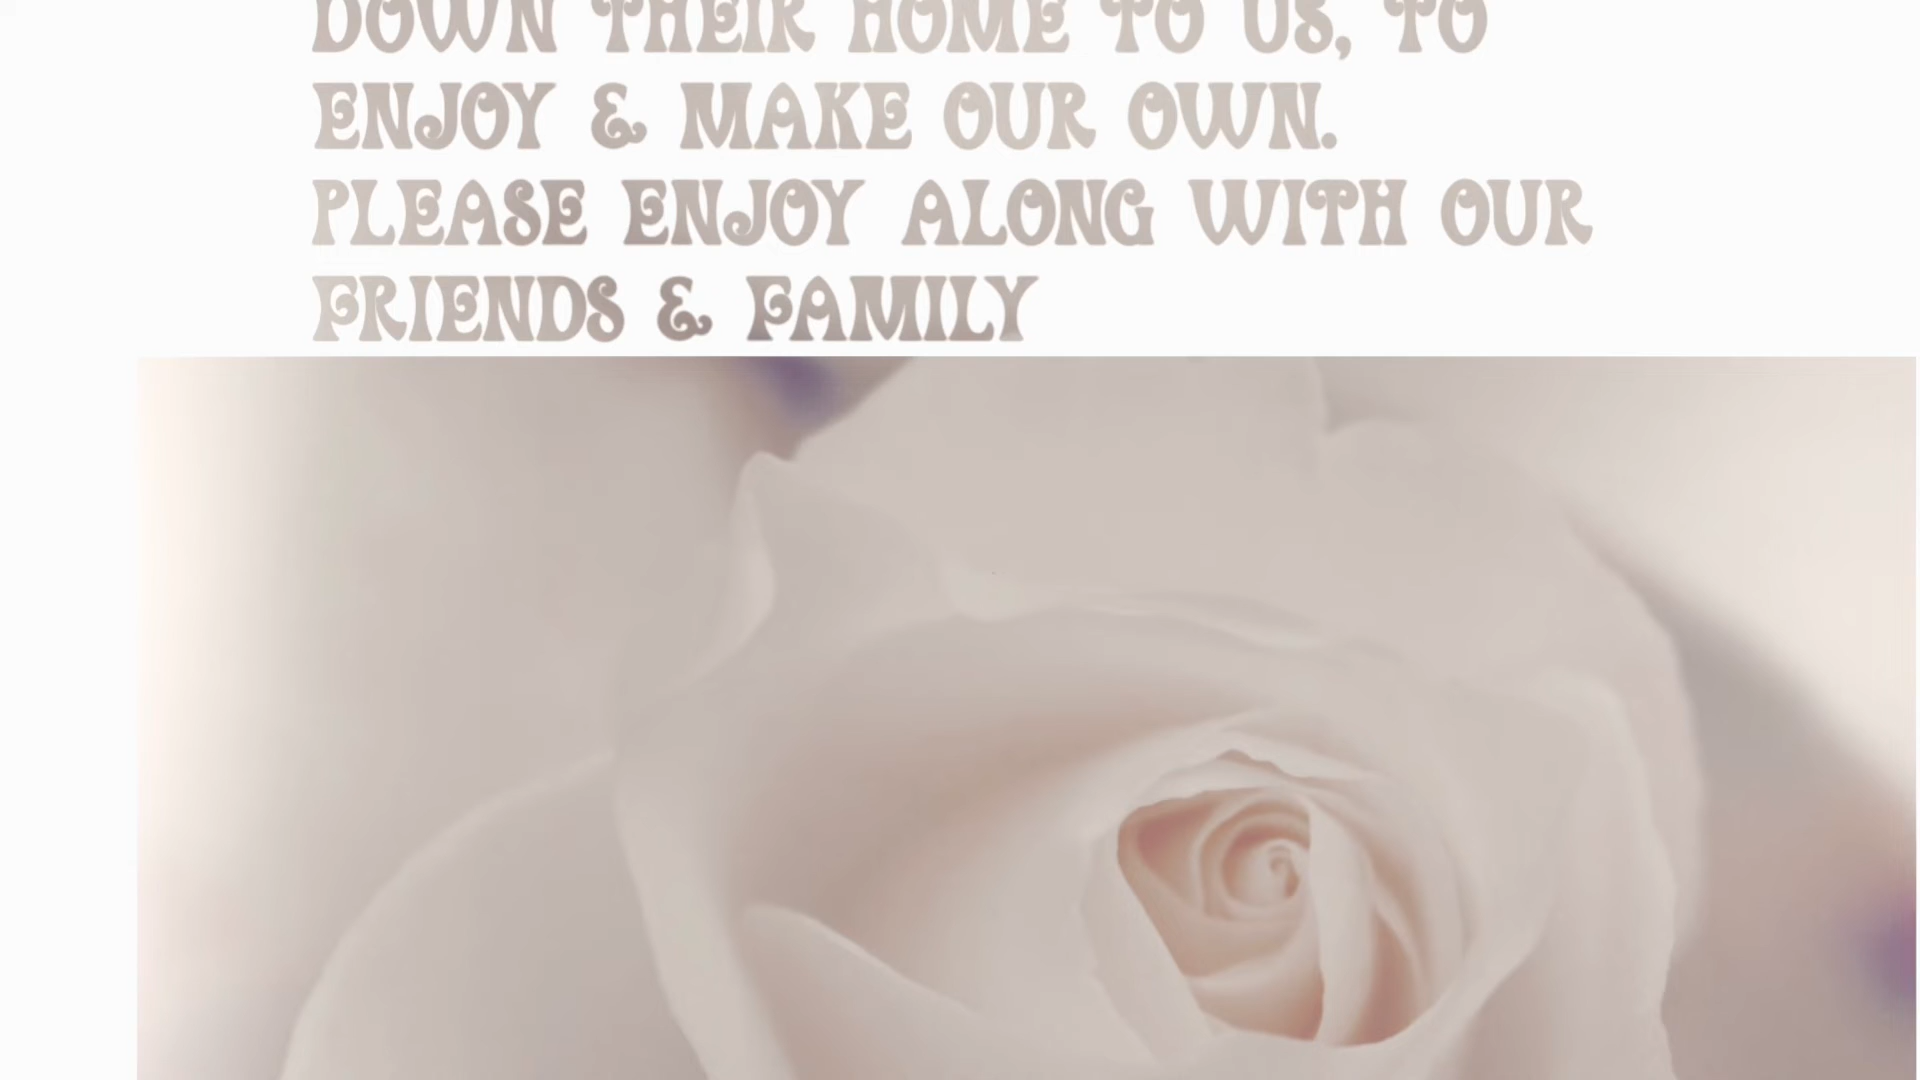 DOWN THEIR HOME TO US, TO
ENJOY & MAKE OUR OWN.
PLEASE ENJOY ALONG WITH OUR
FRIENDS & FAMILY